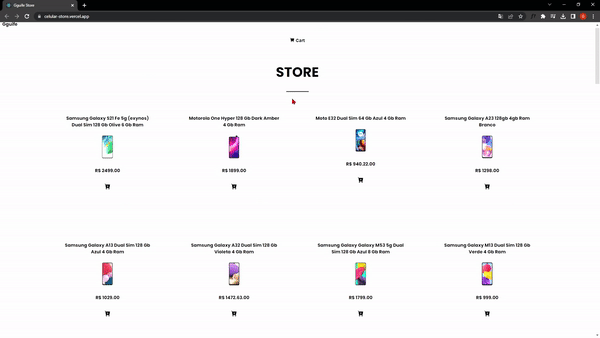 Gguife Store
celular-store.vercel.app
Gguife
Cart
STORE
Samsung Galaxy S21 Fe 5g (exynos)
Dual Sim 128 Gb Olive 6 Gb Ram
R$ 2499.00
Motorola One Hyper 128 Gb Dark Amber
4 Gb Ram
R$ 1899.00
Moto E32 Dual Sim 64 Gb Azul 4 Gb Ram
R$ 940.22.00
Samsung Galaxy A23 128gb 4gb Ram
Branco
R$ 1298.00
Samsung Galaxy A13 Dual Sim 128 Gb
Azul 4 Gb Ram
R$ 1029.00
Samsung Galaxy A32 Dual Sim 128 Gb
Violeta 4 Gb Ram
R$ 1472.63.00
Samsung Galaxy Galaxy M53 5g Dual
Sim 128 Gb Azul 8 Gb Ram
R$ 1799.00
Samsung Galaxy M13 Dual Sim 128 Gb
Verde 4 Gb Ram
R$ 999.00